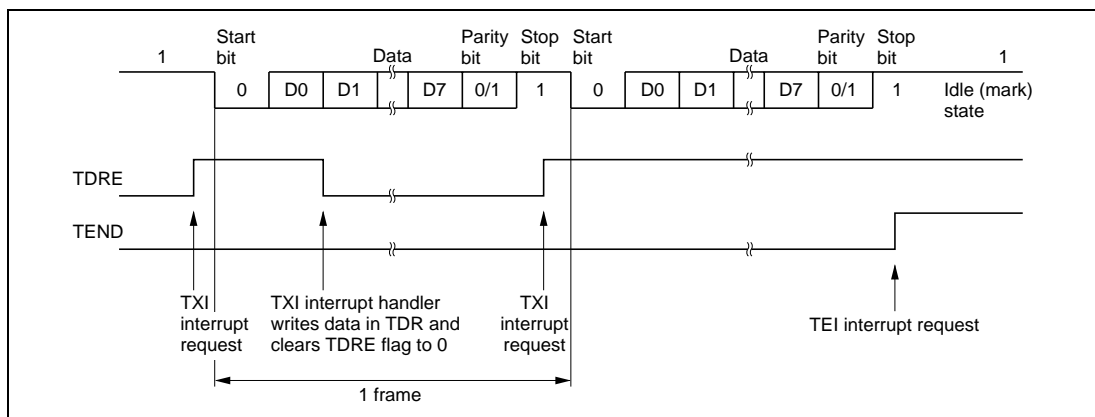 Start bit
Data
Parity bit
Stop bit
Start bit
Data
Parity bit
Stop bit
1
1
0 D0 D1 D7 0/1 1 0 D0 D1 D7 0/1 1 Idle (mark) state
TDRE
TEND
TXI interrupt request
TXI interrupt handler
writes data in TDR and
clears TDRE flag to 0
TXI interrupt request
TEI interrupt request
1 frame